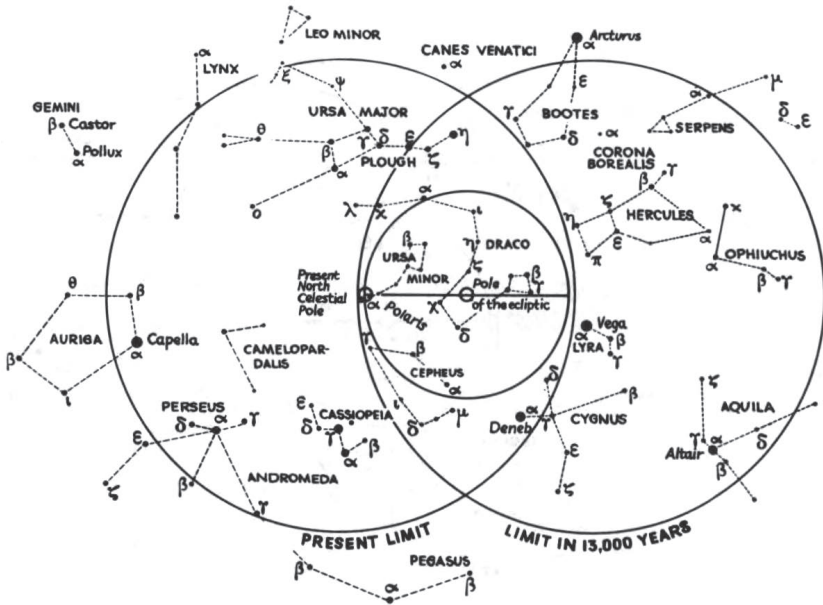 LEO MINOR
CANES VENATICI
α
Arcturus
α
α
LYNX
ξ
ψ
ε
α
μ
GEMINI
β Castor
α Pollux
URSA MAJOR
θ
γ
BOOTES
δ
SERPENS
δ
ε
β
γ
δ
ε
η
PLOUGH
ζ
α
α
CORONA
BOREALIS
ο
λ
χ
α
ι
β
γ
ζ
HERCULES
η
ε
π
α
χ
OPHIUCHUS
α
β
γ
β
URSA
MINOR
η
DRACO
ζ
β
γ
Present
North
Celestial
Pole
α Polaris
χ
Pole
of the ecliptic
δ
θ
β
AURIGA
α
Capella
β
ι
CAMELOPAR-
DALIS
γ
β
CEPHEUS
α
ι
δ
μ
Vega
α
LYRA
β
γ
PERSEUS
δ
α
γ
ε
ζ
β
ANDROMEDA
γ
ε
CASSIOPEIA
δ
γ
α
β
δ
α
Deneb
γ
CYGNUS
β
ε
ζ
ζ
AQUILA
γ
α
δ
Altair
β
PRESENT LIMIT
LIMIT IN 13,000 YEARS
PEGASUS
β
α
β